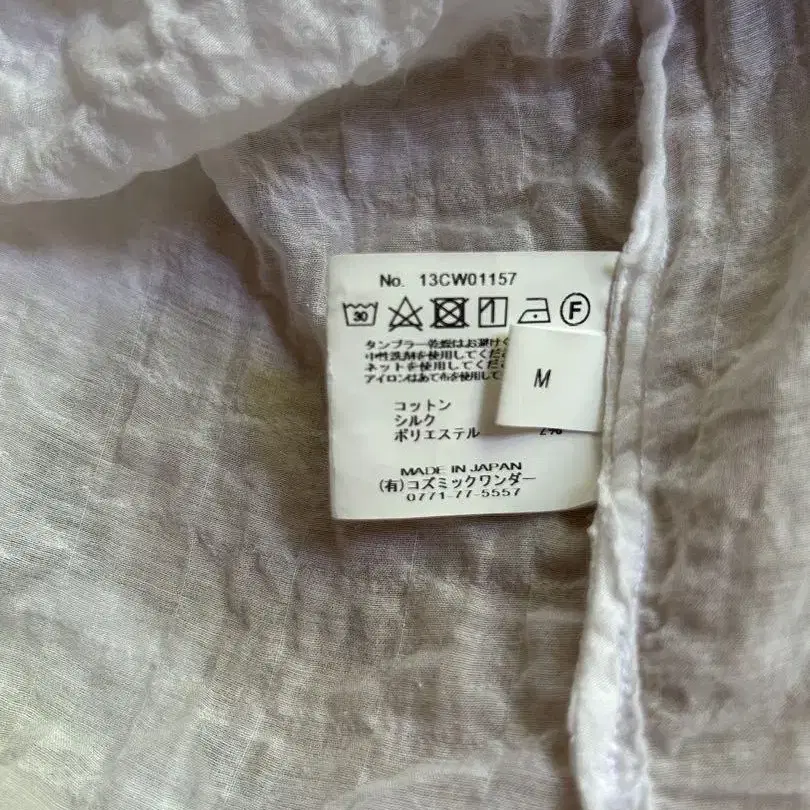 No. 13CW01157
30
F
タンブラー乾燥はお避けく
中性洗剤を使用してくださ
ネットを使用してくださ
アイロンはあて布を使用して
M
コットン
シルク
ポリエステル 2%
MADE IN JAPAN
(有)コズミックワンダー
0771-77-5557